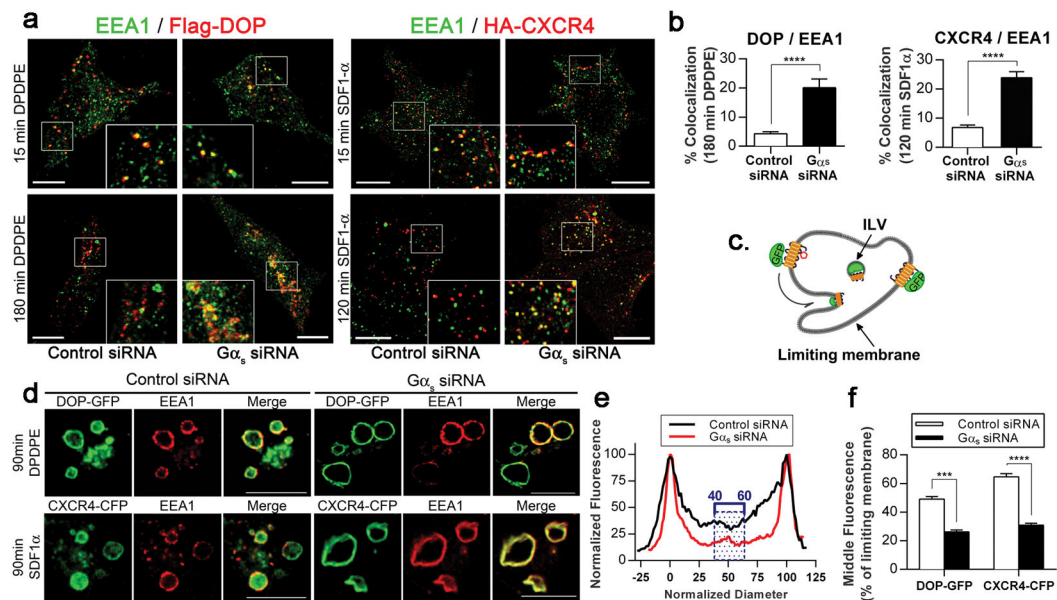 a
EEA1 / Flag-DOP
EEA1 / HA-CXCR4
15 min DPDPE
180 min DPDPE
15 min SDF1-α
120 min SDF1-α
Control siRNA
Gαs siRNA
Control siRNA
Gαs siRNA
b
DOP / EEA1
% Colocalization
(180 min DPDPE)
30
20
10
0
****
Control
siRNA
Gαs
siRNA
CXCR4 / EEA1
% Colocalization
(120 min SDF1α)
30
20
10
0
****
Control
siRNA
Gαs
siRNA
c.
GFP
ILV
GFP
Limiting membrane
d
Control siRNA
Gαs siRNA
DOP-GFP
EEA1
Merge
DOP-GFP
EEA1
Merge
90min
DPDPE
CXCR4-CFP
EEA1
Merge
CXCR4-CFP
EEA1
Merge
90min
SDF1α
e
Control siRNA
Gαs siRNA
Normalized Fluorescence
100
75
50
25
0
40
60
-25
0
25
50
75
100
125
Normalized Diameter
f
Control siRNA
Gαs siRNA
Middle Fluorescence
(% of limiting membrane)
80
60
40
20
0
***
****
DOP-GFP
CXCR4-CFP